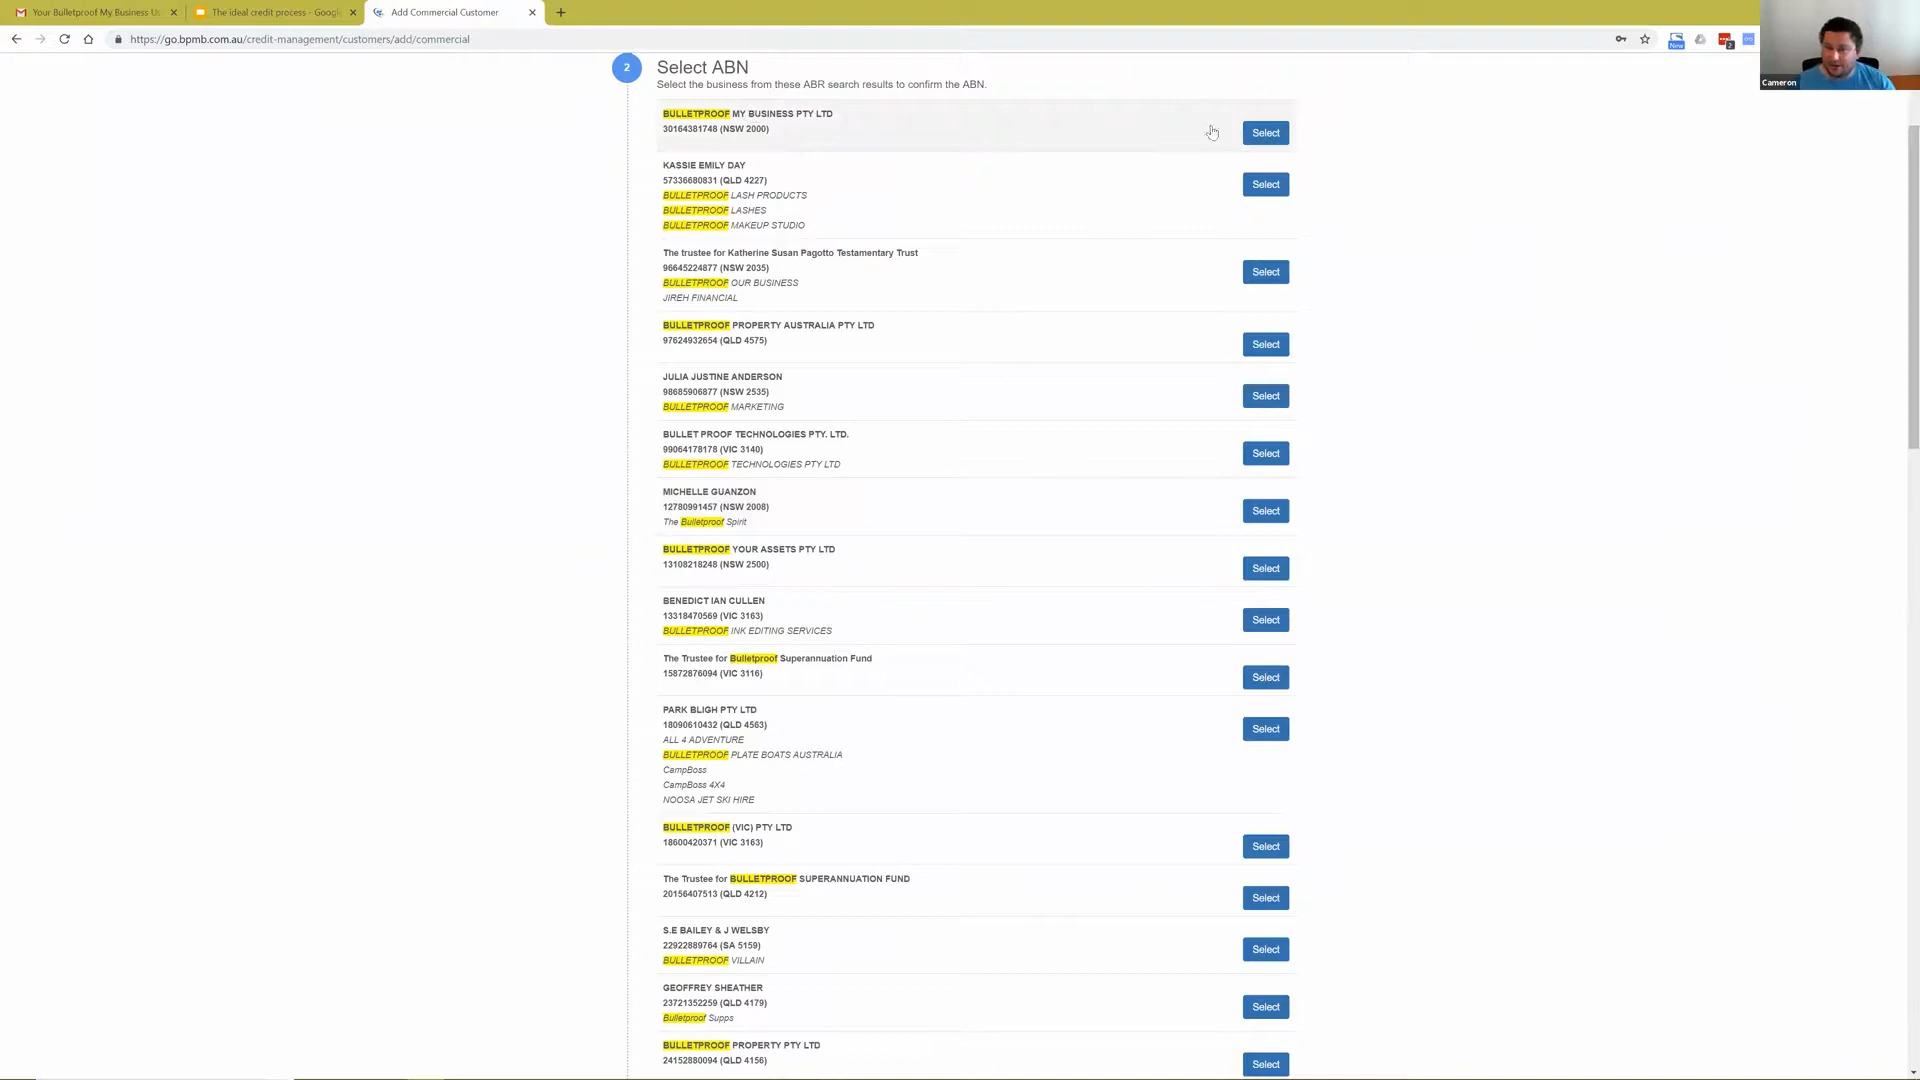 Your Bulletproof My Business Us
The ideal credit process - Google
Add Commercial Customer
https://go.bpmb.com.au/credit-management/customers/add/commercial
New
2
Cameron
2
Select ABN
Select the business from these ABR search results to confirm the ABN.
BULLETPROOF MY BUSINESS PTY LTD
30164381748 (NSW 2000)
Select
KASSIE EMILY DAY
57336680831 (QLD 4227)
BULLETPROOF LASH PRODUCTS
BULLETPROOF LASHES
BULLETPROOF MAKEUP STUDIO
Select
The trustee for Katherine Susan Pagotto Testamentary Trust
96645224877 (NSW 2035)
BULLETPROOF OUR BUSINESS
JIREH FINANCIAL
Select
BULLETPROOF PROPERTY AUSTRALIA PTY LTD
97624932654 (QLD 4575)
Select
JULIA JUSTINE ANDERSON
98685906877 (NSW 2535)
BULLETPROOF MARKETING
Select
BULLET PROOF TECHNOLOGIES PTY. LTD.
99064178178 (VIC 3140)
BULLETPROOF TECHNOLOGIES PTY LTD
Select
MICHELLE GUANZON
12780991457 (NSW 2008)
The Bulletproof Spirit
Select
BULLETPROOF YOUR ASSETS PTY LTD
13108218248 (NSW 2500)
Select
BENEDICT IAN CULLEN
13318470569 (VIC 3163)
BULLETPROOF INK EDITING SERVICES
Select
The Trustee for Bulletproof Superannuation Fund
15872876094 (VIC 3116)
Select
PARK BLIGH PTY LTD
18090610432 (QLD 4563)
ALL 4 ADVENTURE
BULLETPROOF PLATE BOATS AUSTRALIA
CampBoss
CampBoss 4X4
NOOSA JET SKI HIRE
Select
BULLETPROOF (VIC) PTY LTD
18600420371 (VIC 3163)
Select
The Trustee for BULLETPROOF SUPERANNUATION FUND
20156407513 (QLD 4212)
Select
S.E BAILEY & J WELSBY
22922889764 (SA 5159)
BULLETPROOF VILLAIN
Select
GEOFFREY SHEATHER
23721352259 (QLD 4179)
Bulletproof Supps
Select
BULLETPROOF PROPERTY PTY LTD
24152880094 (QLD 4156)
Select